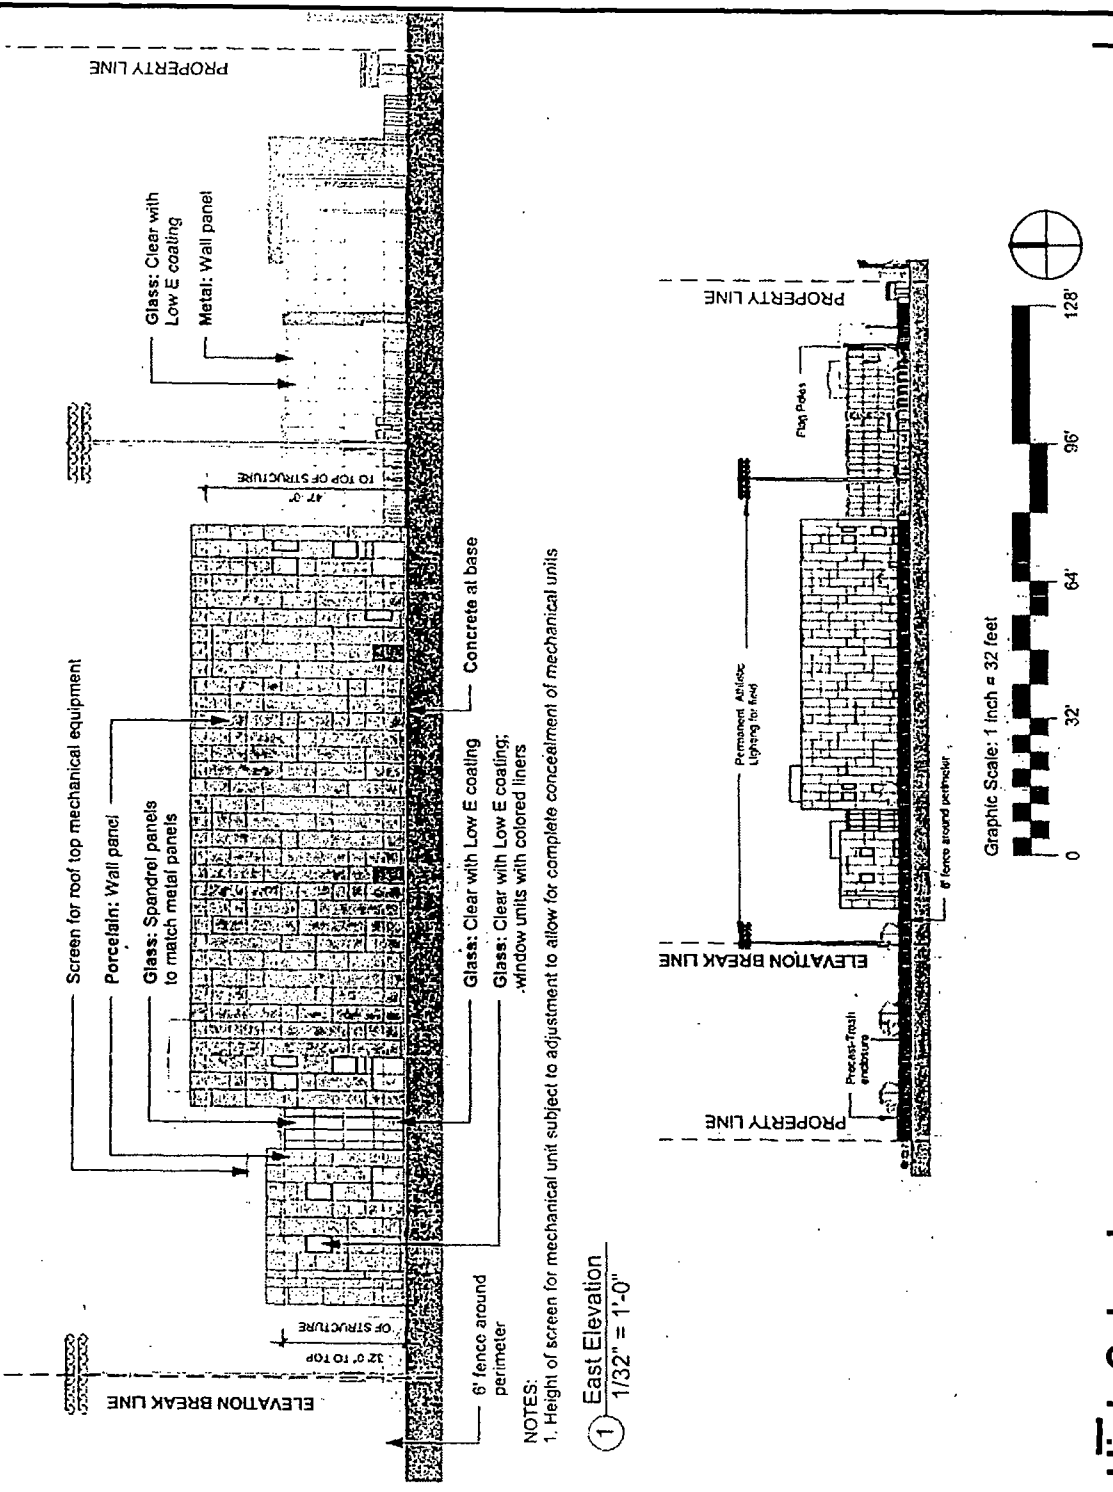 PROPERTY LINE
Glass: Clear with
Low E coating
Metal: Wall panel
47'-0"
TO TOP OF STRUCTURE
Screen for roof top mechanical equipment
Porcelain: Wall panel
Glass: Spandrel panels
to match metal panels
32'0" TO TOP
OF STRUCTURE
ELEVATION BREAK LINE
Concrete at base
Glass: Clear with Low E coating
Glass: Clear with Low E coating;
window units with colored liners
6' fence around
perimeter
NOTES:
1. Height of screen for mechanical unit subject to adjustment to allow for complete concealment of mechanical units
1 East Elevation
1/32" = 1'-0"
PROPERTY LINE
Flag Poles
Permanent Athletic
Lighting for field
ELEVATION BREAK LINE
Precast-Trash
enclosure
PROPERTY LINE
6' fence around perimeter
Graphic Scale: 1 Inch = 32 feet
0 32' 64' 96' 128'